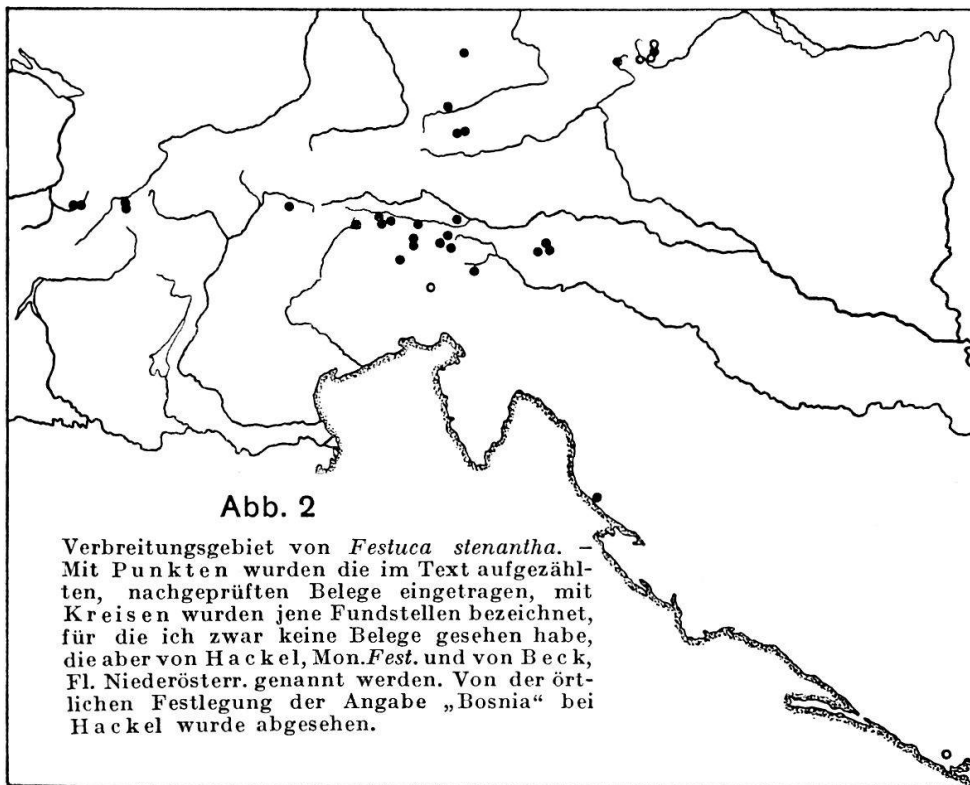 Abb. 2
Verbreitungsgebiet von Festuca stenantha. –
Mit Punkten wurden die im Text aufgezähl-
ten, nachgeprüften Belege eingetragen, mit
Kreisen wurden jene Fundstellen bezeichnet,
für die ich zwar keine Belege gesehen habe,
die aber von Hackel, Mon. Fest. und von Beck,
Fl. Niederösterr. genannt werden. Von der ört-
lichen Festlegung der Angabe „Bosnia“ bei
Hackel wurde abgesehen.